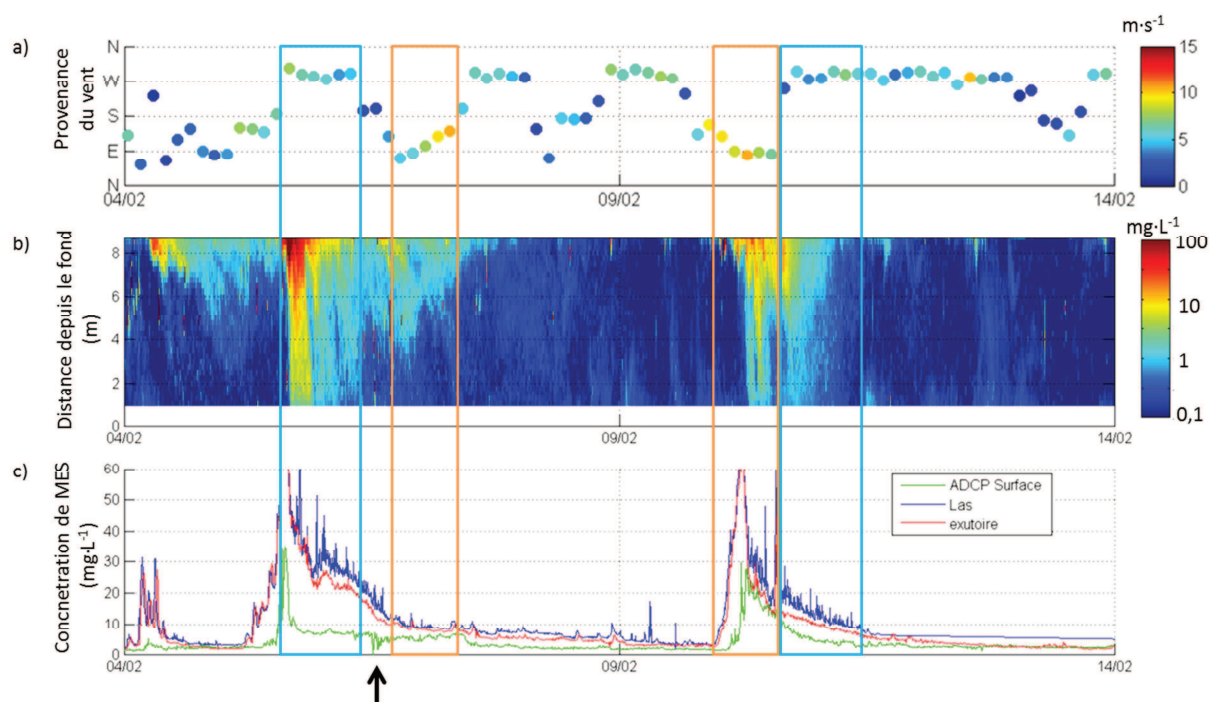 m·s⁻¹
a)
Provenance
du vent
N
W
S
E
N
15
10
5
0
04/02
09/02
14/02
mg·L⁻¹
b)
Distance depuis le fond
(m)
8
6
4
2
0
100
10
1
0,1
04/02
09/02
14/02
c)
Concnetration de MES
(mg·L⁻¹)
60
50
40
30
20
10
0
ADCP Surface
Las
exutoire
04/02
09/02
14/02